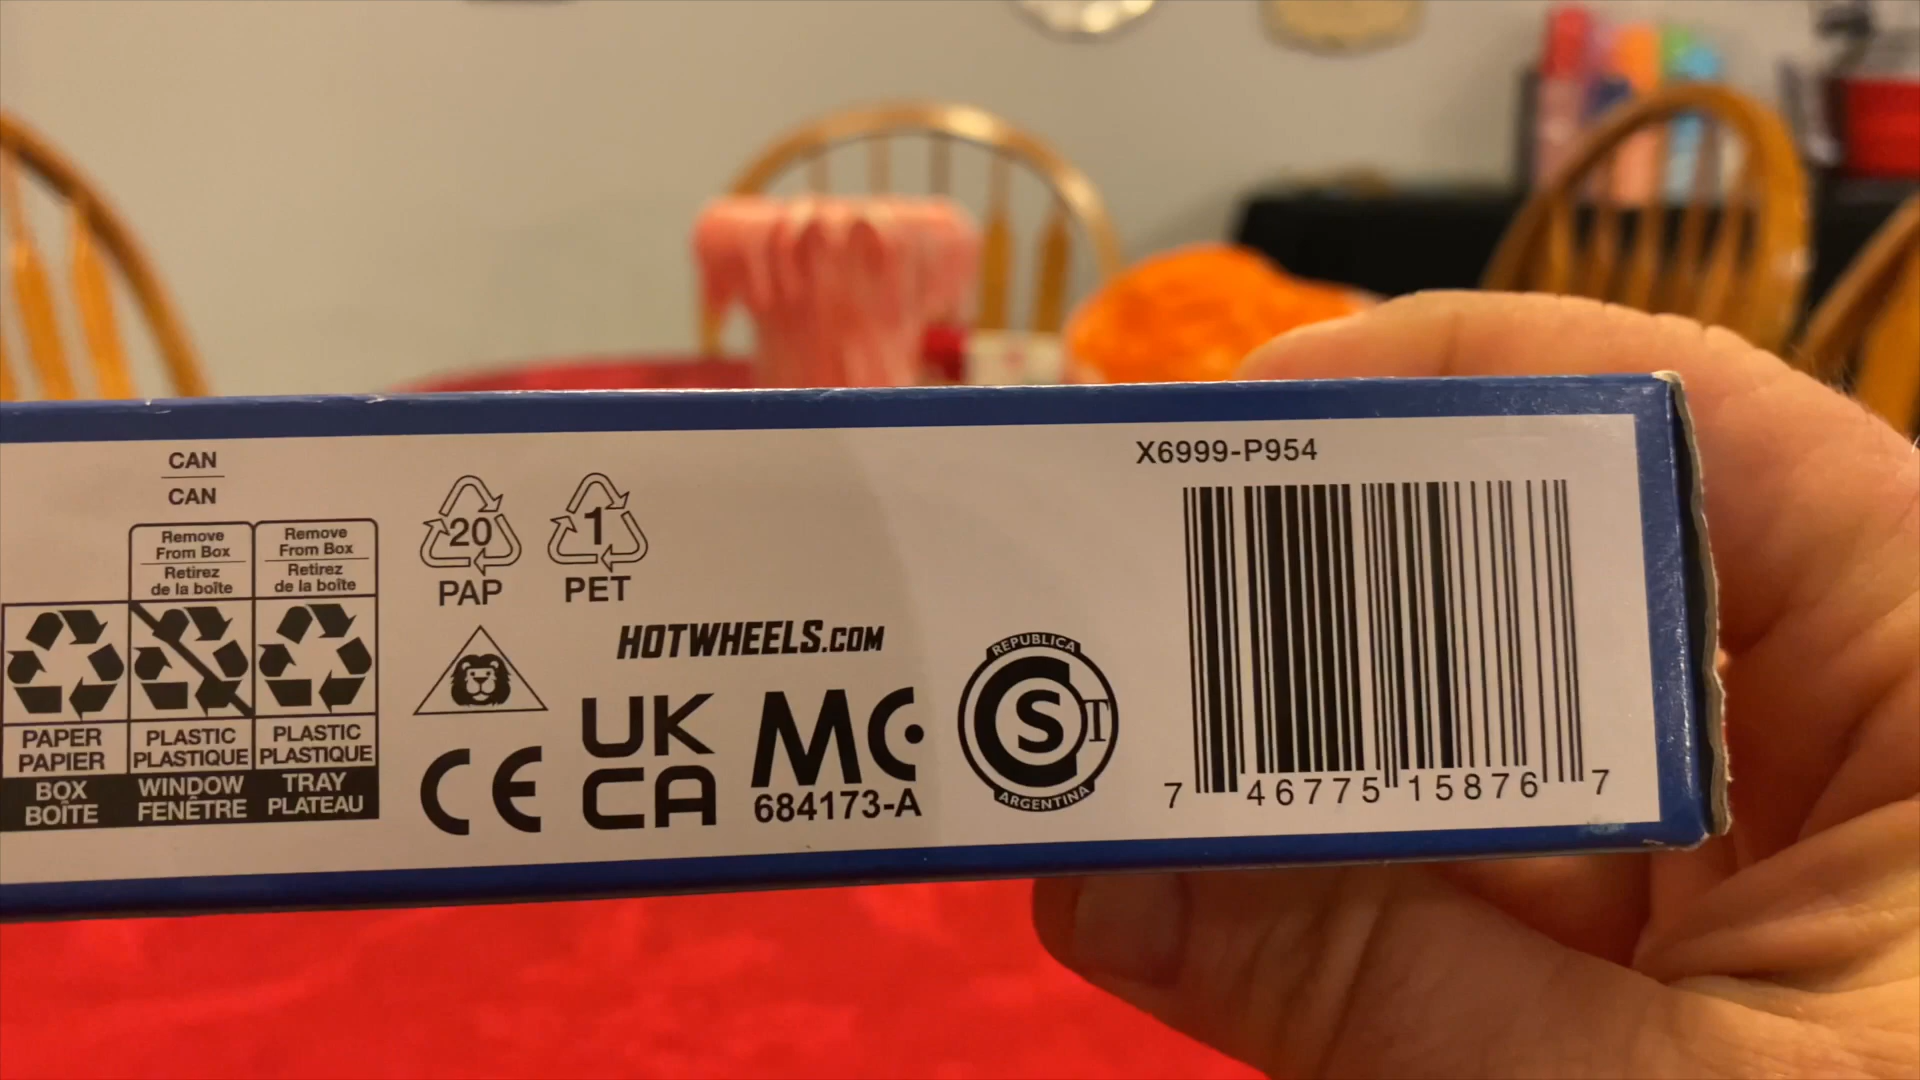 CAN
CAN
Remove
From Box
Retirez
de la boîte
Remove
From Box
Retirez
de la boîte
PAPER
PAPIER
BOX
BOÎTE
PLASTIC
PLASTIQUE
WINDOW
FENÊTRE
PLASTIC
PLASTIQUE
TRAY
PLATEAU
20
PAP
1
PET
HOTWHEELS.COM
CE
UK
CA
MC
684173-A
REPUBLICA
CST
ARGENTINA
X6999-P954
7 46775 15876 7